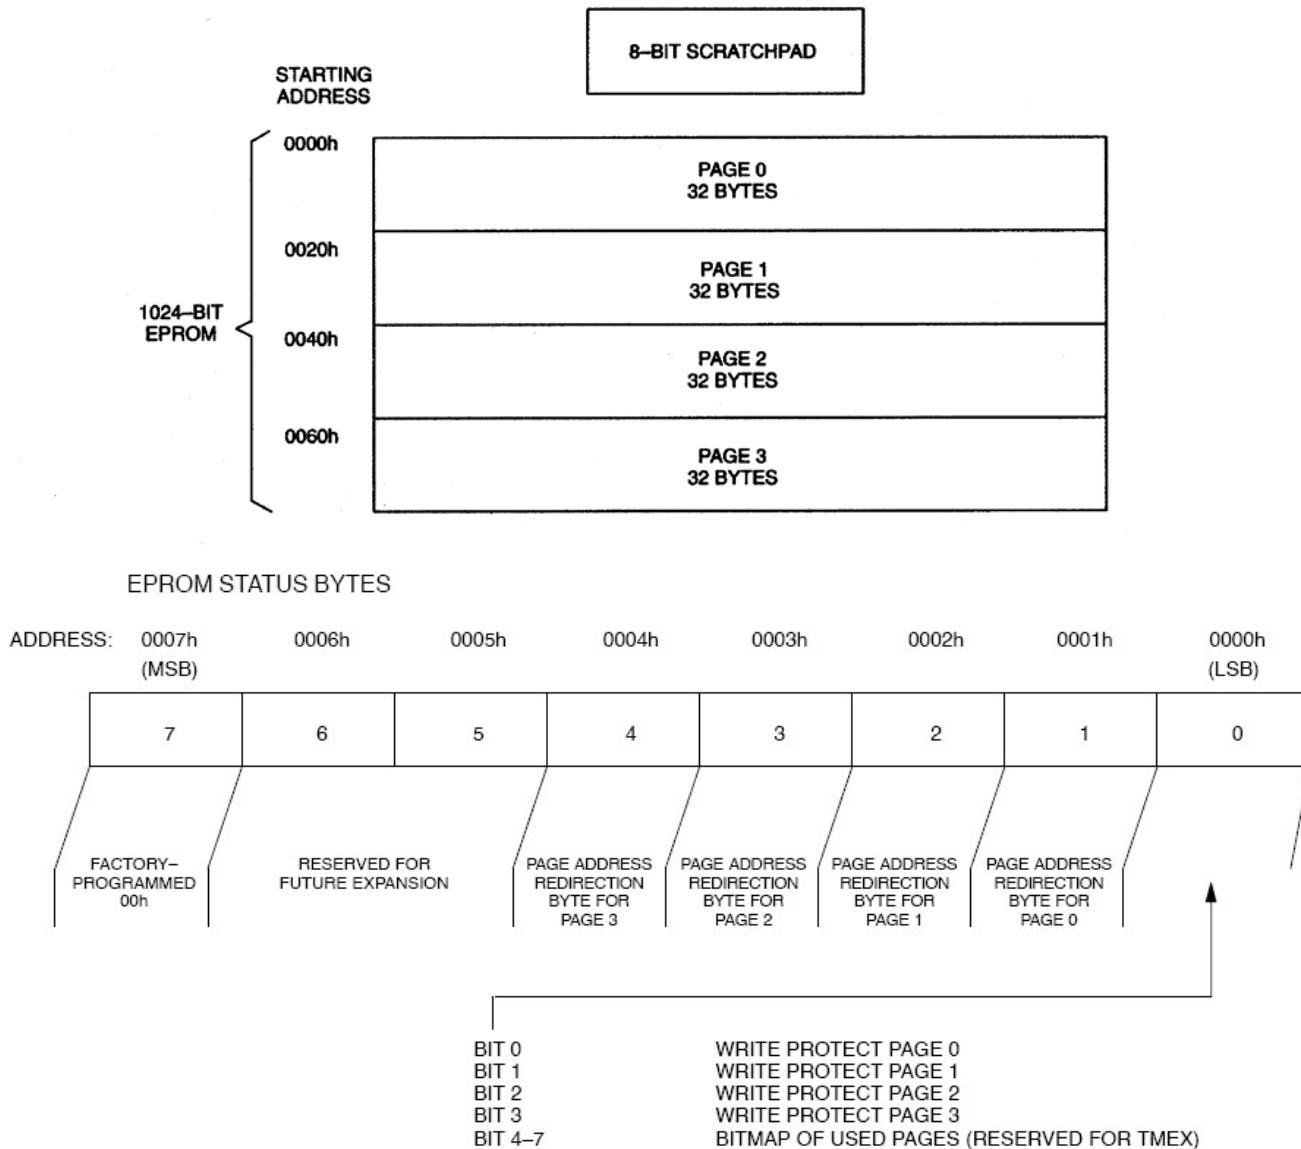 8–BIT SCRATCHPAD
STARTING
ADDRESS
0000h
PAGE 0
32 BYTES
0020h
PAGE 1
32 BYTES
1024–BIT
EPROM
0040h
PAGE 2
32 BYTES
0060h
PAGE 3
32 BYTES
EPROM STATUS BYTES
ADDRESS: 0007h 0006h 0005h 0004h 0003h 0002h 0001h 0000h
(MSB) (LSB)
7 6 5 4 3 2 1 0
FACTORY–
PROGRAMMED
00h
RESERVED FOR
FUTURE EXPANSION
PAGE ADDRESS
REDIRECTION
BYTE FOR
PAGE 3
PAGE ADDRESS
REDIRECTION
BYTE FOR
PAGE 2
PAGE ADDRESS
REDIRECTION
BYTE FOR
PAGE 1
PAGE ADDRESS
REDIRECTION
BYTE FOR
PAGE 0
BIT 0 WRITE PROTECT PAGE 0
BIT 1 WRITE PROTECT PAGE 1
BIT 2 WRITE PROTECT PAGE 2
BIT 3 WRITE PROTECT PAGE 3
BIT 4–7 BITMAP OF USED PAGES (RESERVED FOR TMEX)